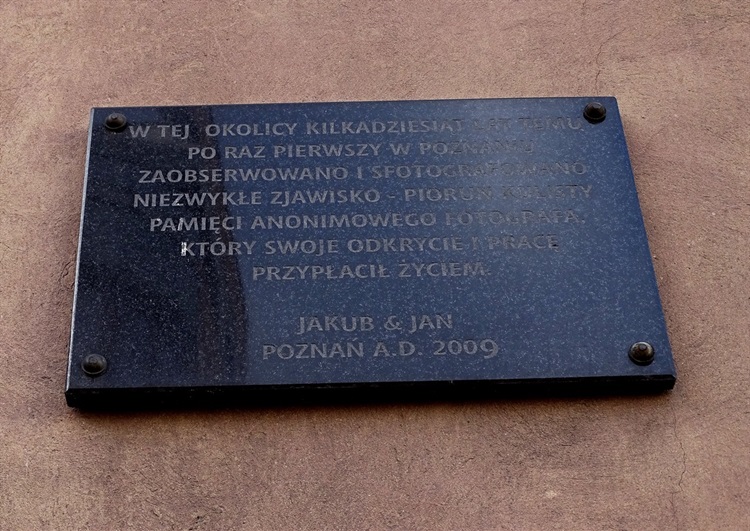 W TEJ OKOLICY KILKADZIESIĄT LAT TEMU,
PO RAZ PIERWSZY W POZNANIU
ZAOBSERWOWANO I SFOTOGRAFOWANO
NIEZWYKŁE ZJAWISKO - PIORUN KULISTY
PAMIĘCI ANONIMOWEGO FOTOGRAFA,
KTÓRY SWOJE ODKRYCIE I PRACĘ
PRZYPŁACIŁ ŻYCIEM.
JAKUB & JAN
POZNAŃ A.D. 2009